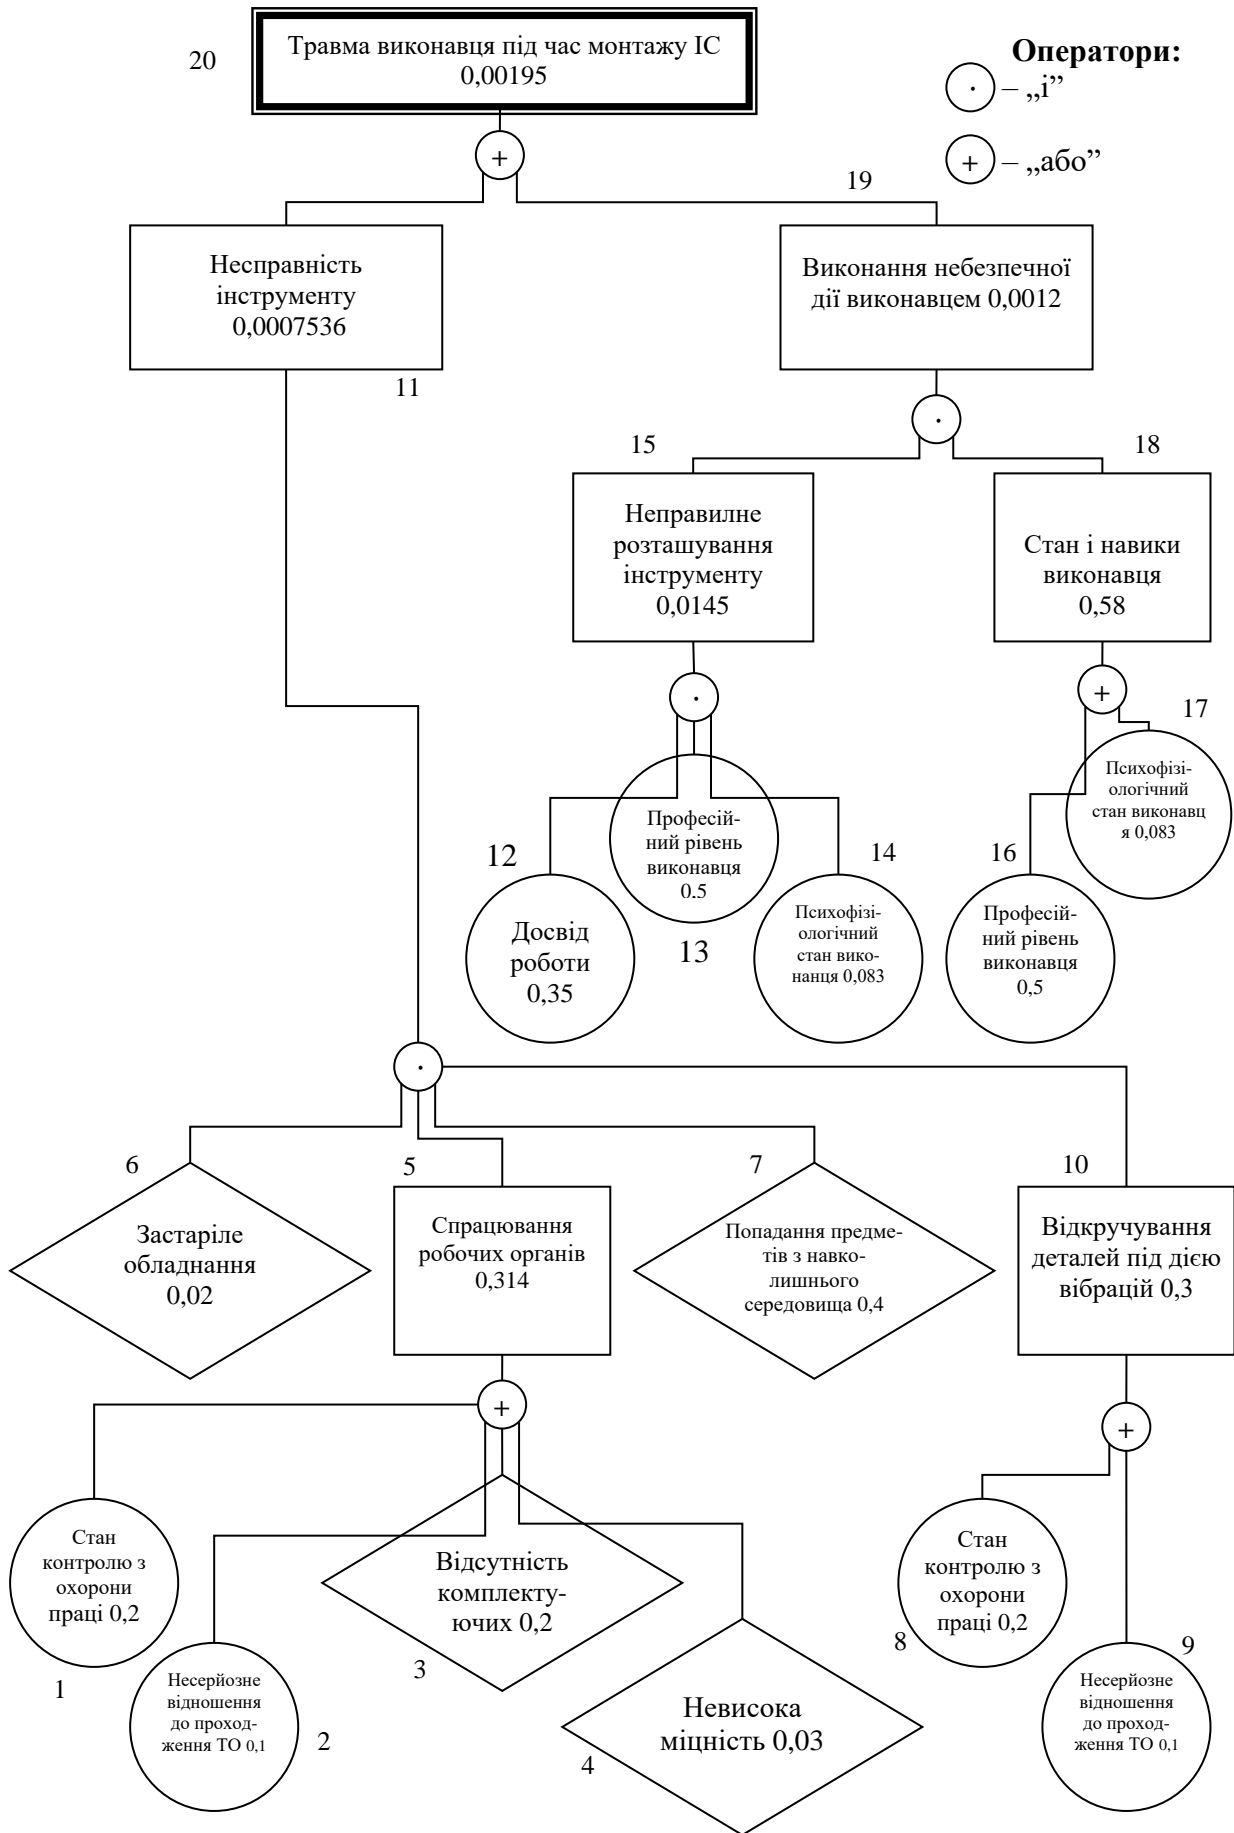 20
Травма виконавця під час монтажу ІС
0,00195
Оператори:
· – „і”
+ – „або”
+
19
Несправність
інструменту
0,0007536
11
Виконання небезпечної
дії виконавцем 0,0012
·
15
18
Неправилне
розташування
інструменту
0,0145
Стан і навики
виконавця
0,58
·
+
17
Психофізі-
ологічний
стан виконавц
я 0,083
Професій-
ний рівень
виконавця
0.5
12
14
16
Досвід
роботи
0,35
13
Психофізі-
ологічний
стан вико-
нанця 0,083
Професій-
ний рівень
виконавця
0,5
·
6
5
7
10
Застаріле
обладнання
0,02
Спрацювання
робочих органів
0,314
Попадання предме-
тів з навко-
лишнього
середовища 0,4
Відкручування
деталей під дією
вібрацій 0,3
+
+
Стан
контролю з
охорони
праці 0,2
1
Несерйозне
відношення
до проход-
ження ТО 0,1
2
Відсутність
комплекту-
ючих 0,2
3
Невисока
міцність 0,03
4
Стан
контролю з
охорони
праці 0,2
8
9
Несерйозне
відношення
до проход-
ження ТО 0,1